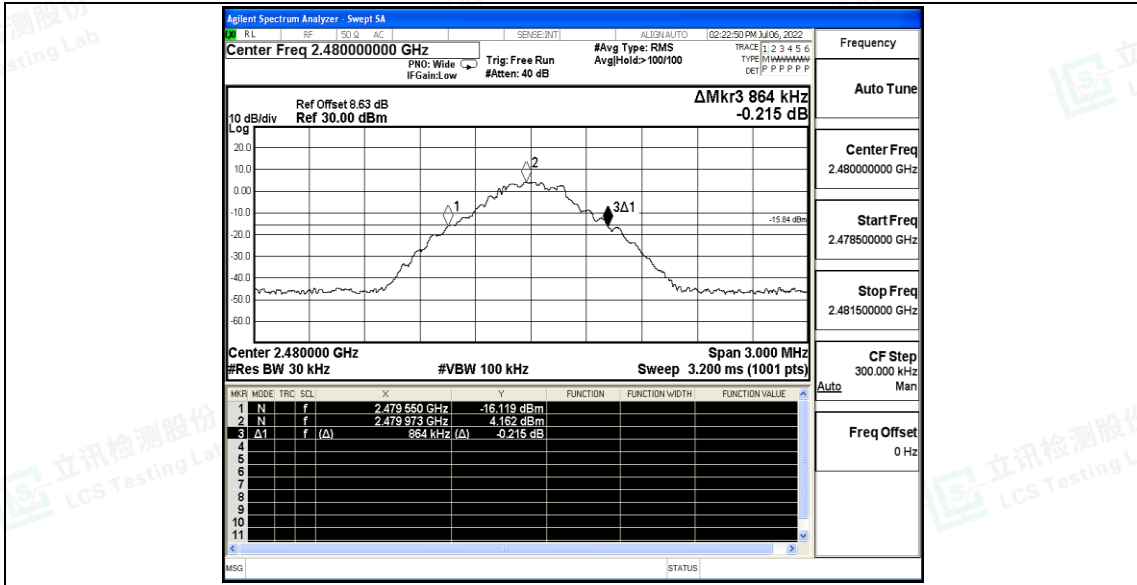 Agilent Spectrum Analyzer - Swept SA
LXI RL RF 50 Ω AC SENSE:INT ALIGN AUTO 02:22:50 PM Jul 06, 2022
Center Freq 2.480000000 GHz
PNO: Wide
IFGain:Low
Trig: Free Run
#Atten: 40 dB
#Avg Type: RMS
Avg|Hold:>100/100
TRACE 1 2 3 4 5 6
TYPE M WWWWW
DET P P P P P P
Frequency
Auto Tune
Center Freq
2.480000000 GHz
Start Freq
2.478500000 GHz
Stop Freq
2.481500000 GHz
CF Step
300.000 kHz
Auto Man
Freq Offset
0 Hz
ΔMkr3 864 kHz
-0.215 dB
Ref Offset 8.63 dB
10 dB/div Ref 30.00 dBm
Log
20.0
10.0
0.00
-10.0
-20.0
-30.0
-40.0
-50.0
-60.0
1
2
3Δ1
-15.84 dBm
Center 2.480000 GHz Span 3.000 MHz
#Res BW 30 kHz #VBW 100 kHz Sweep 3.200 ms (1001 pts)
MKR MODE TRC SCL X Y FUNCTION FUNCTION WIDTH FUNCTION VALUE
1 N f 2.479 550 GHz -16.119 dBm
2 N f 2.479 973 GHz 4.162 dBm
3 Δ1 f (Δ) 864 kHz (Δ) -0.215 dB
4
5
6
7
8
9
10
11
MSG STATUS
立讯检测股份
LCS Testing Lab
立讯检测股份
LCS Testing L